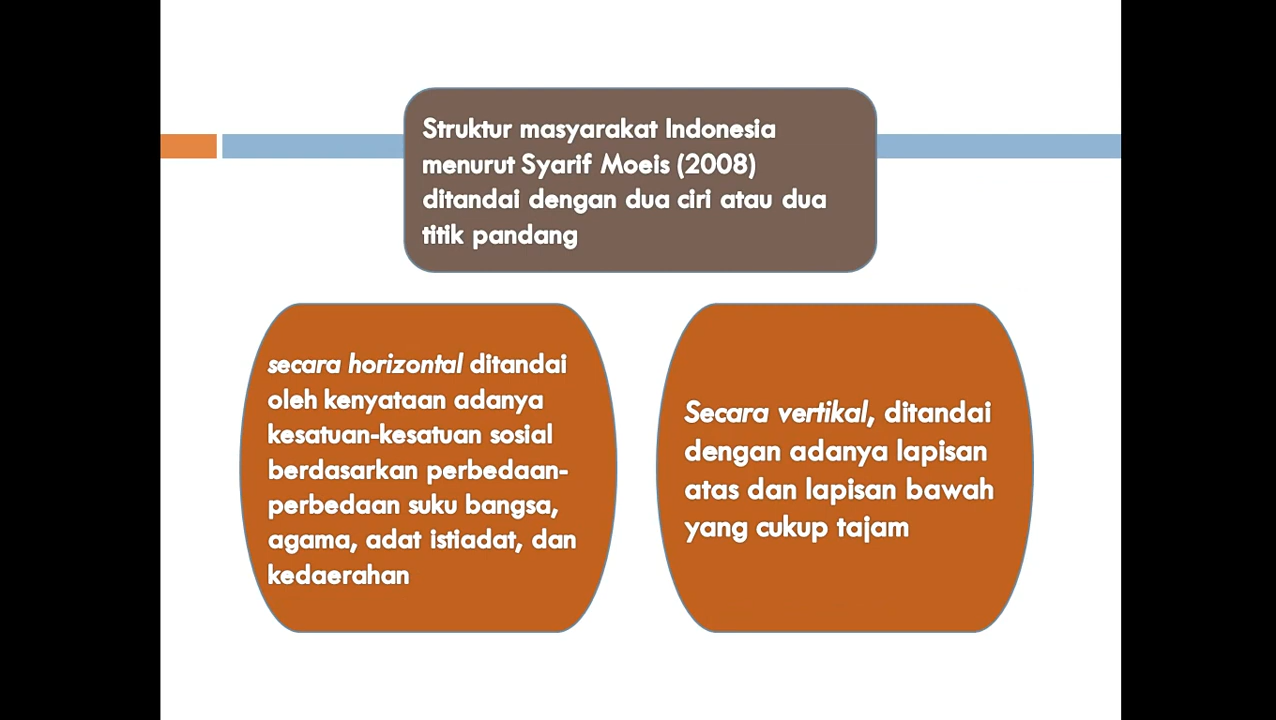 Struktur masyarakat Indonesia
menurut Syarif Moeis (2008)
ditandai dengan dua ciri atau dua
titik pandang
secara horizontal ditandai
oleh kenyataan adanya
kesatuan-kesatuan sosial
berdasarkan perbedaan-
perbedaan suku bangsa,
agama, adat istiadat, dan
kedaerahan
Secara vertikal, ditandai
dengan adanya lapisan
atas dan lapisan bawah
yang cukup tajam